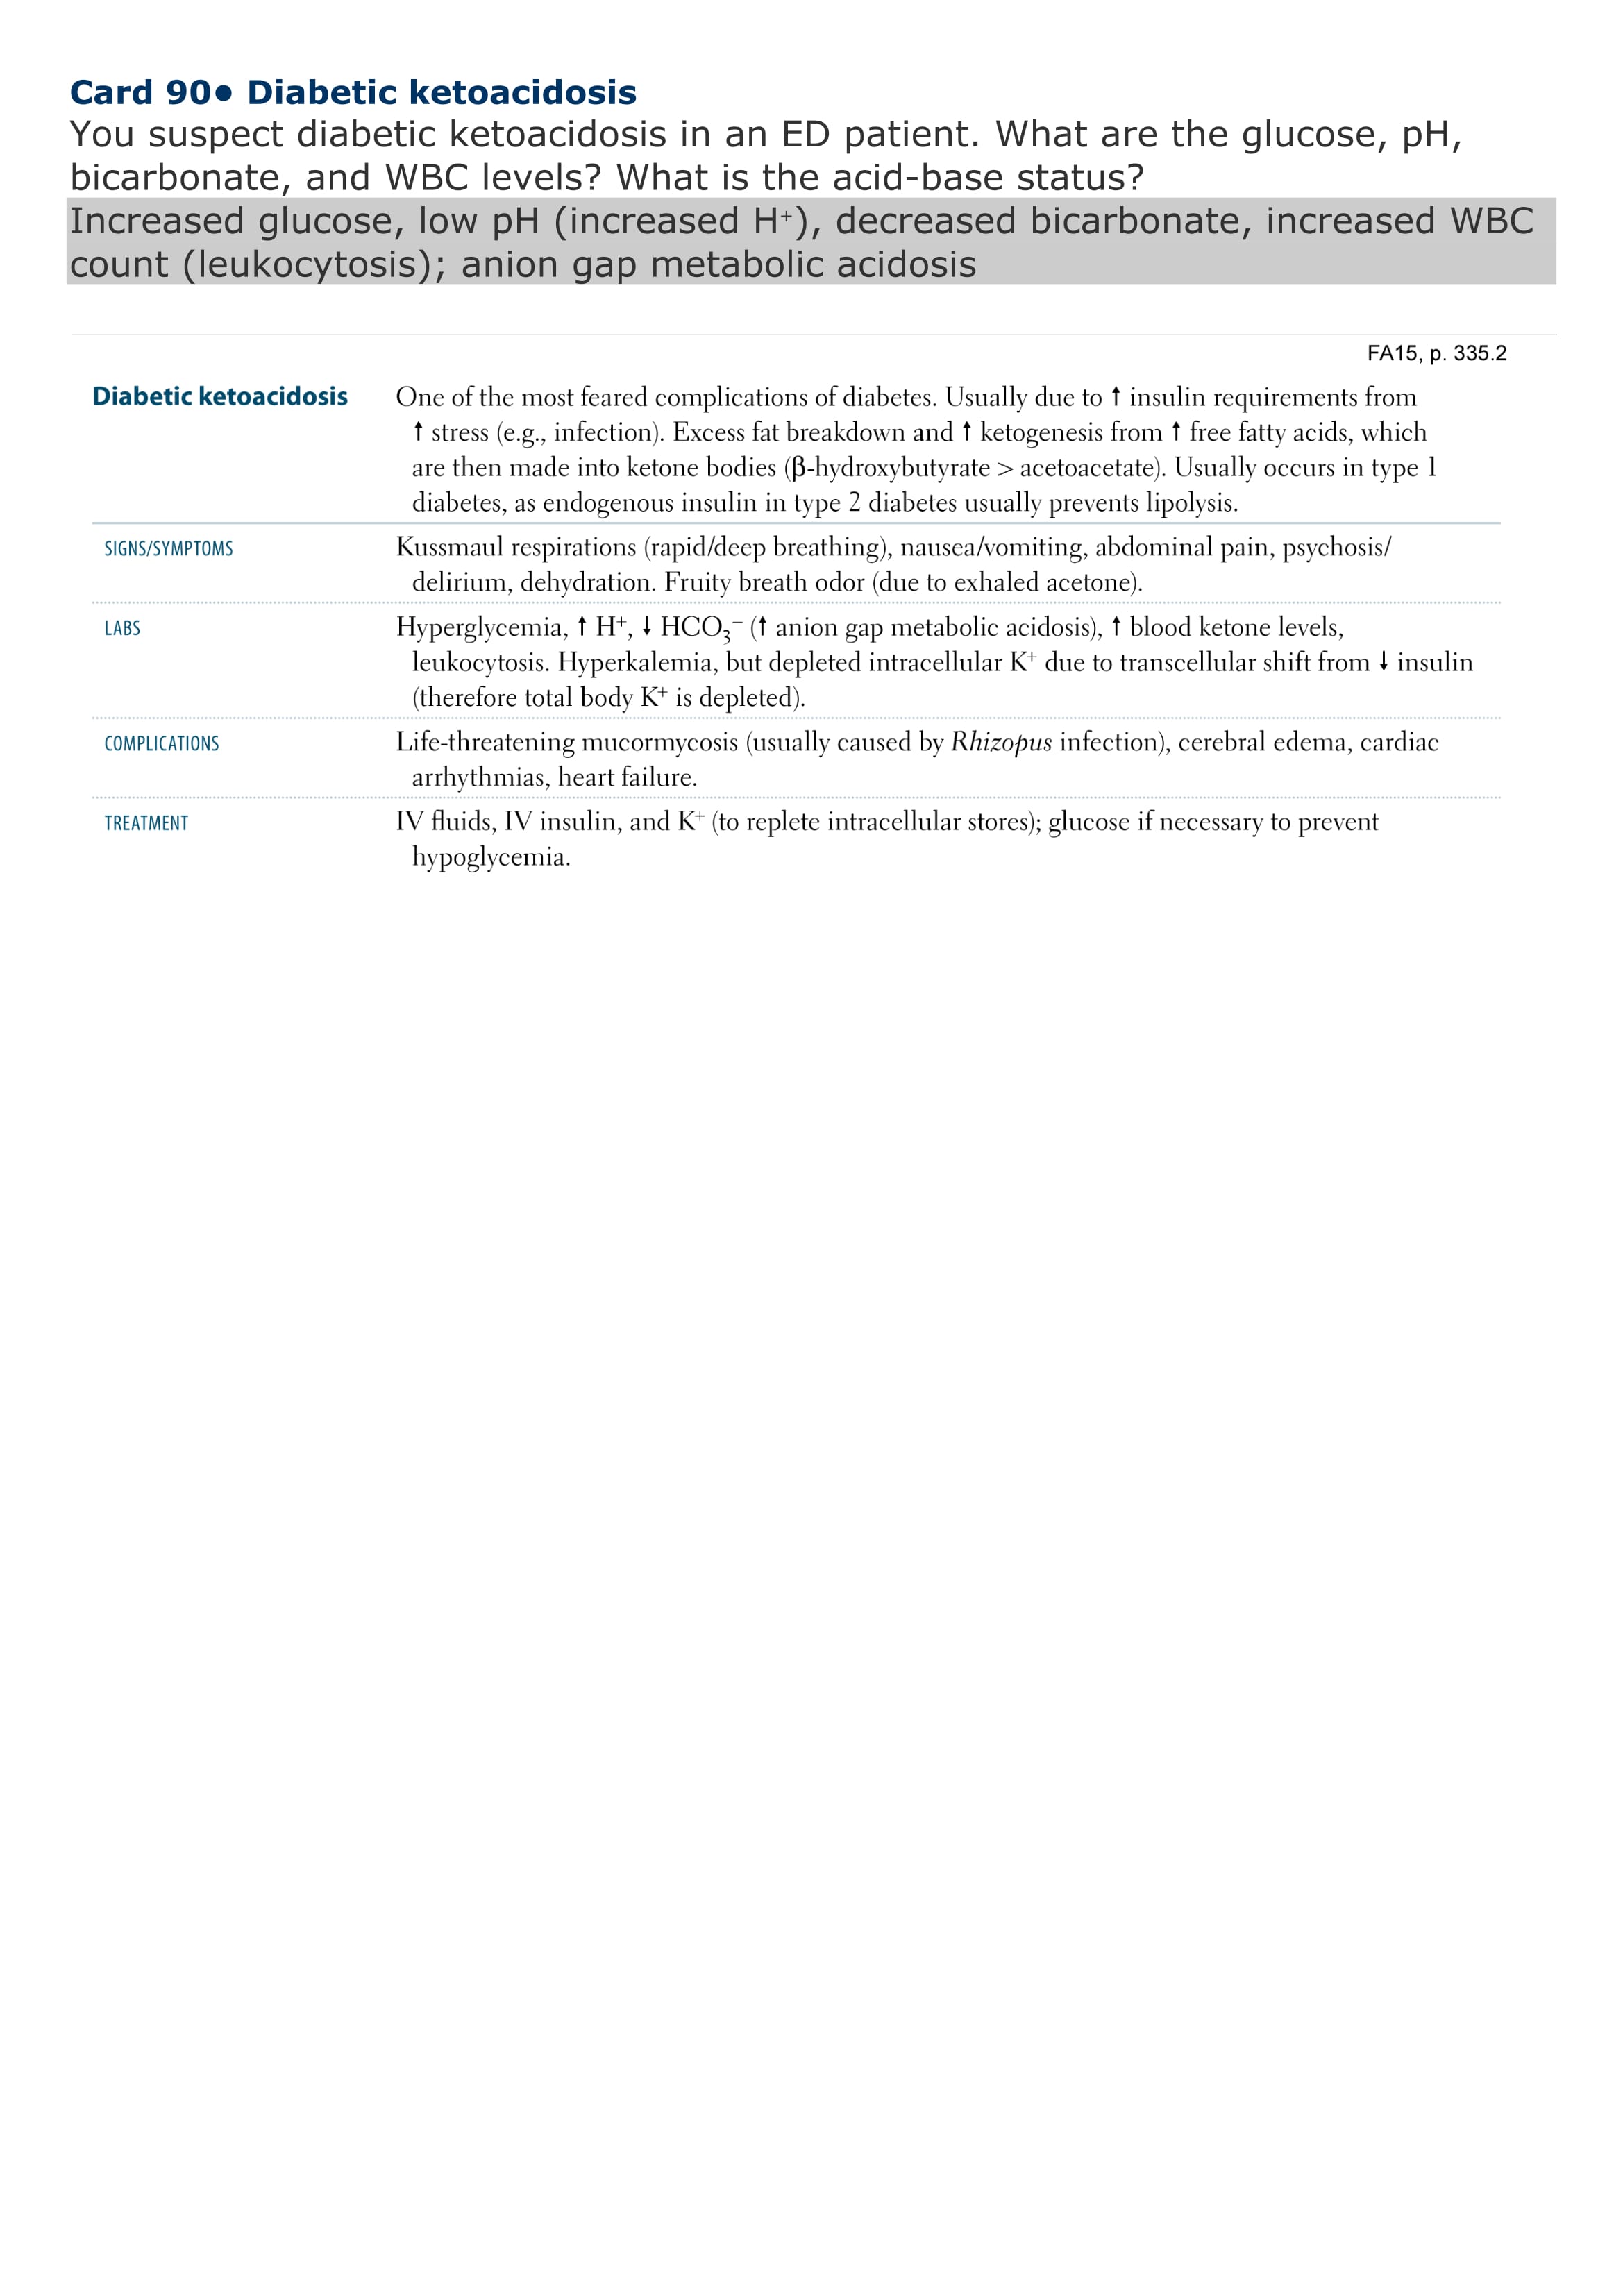 Card 90● Diabetic ketoacidosis
You suspect diabetic ketoacidosis in an ED patient. What are the glucose, pH,
bicarbonate, and WBC levels? What is the acid-base status?
Increased glucose, low pH (increased H⁺), decreased bicarbonate, increased WBC
count (leukocytosis); anion gap metabolic acidosis
FA15, p. 335.2
Diabetic ketoacidosis One of the most feared complications of diabetes. Usually due to ↑ insulin requirements from
↑ stress (e.g., infection). Excess fat breakdown and ↑ ketogenesis from ↑ free fatty acids, which
are then made into ketone bodies (β-hydroxybutyrate > acetoacetate). Usually occurs in type 1
diabetes, as endogenous insulin in type 2 diabetes usually prevents lipolysis.
SIGNS/SYMPTOMS Kussmaul respirations (rapid/deep breathing), nausea/vomiting, abdominal pain, psychosis/
delirium, dehydration. Fruity breath odor (due to exhaled acetone).
LABS Hyperglycemia, ↑ H⁺, ↓ HCO₃⁻ (↑ anion gap metabolic acidosis), ↑ blood ketone levels,
leukocytosis. Hyperkalemia, but depleted intracellular K⁺ due to transcellular shift from ↓ insulin
(therefore total body K⁺ is depleted).
COMPLICATIONS Life-threatening mucormycosis (usually caused by Rhizopus infection), cerebral edema, cardiac
arrhythmias, heart failure.
TREATMENT IV fluids, IV insulin, and K⁺ (to replete intracellular stores); glucose if necessary to prevent
hypoglycemia.